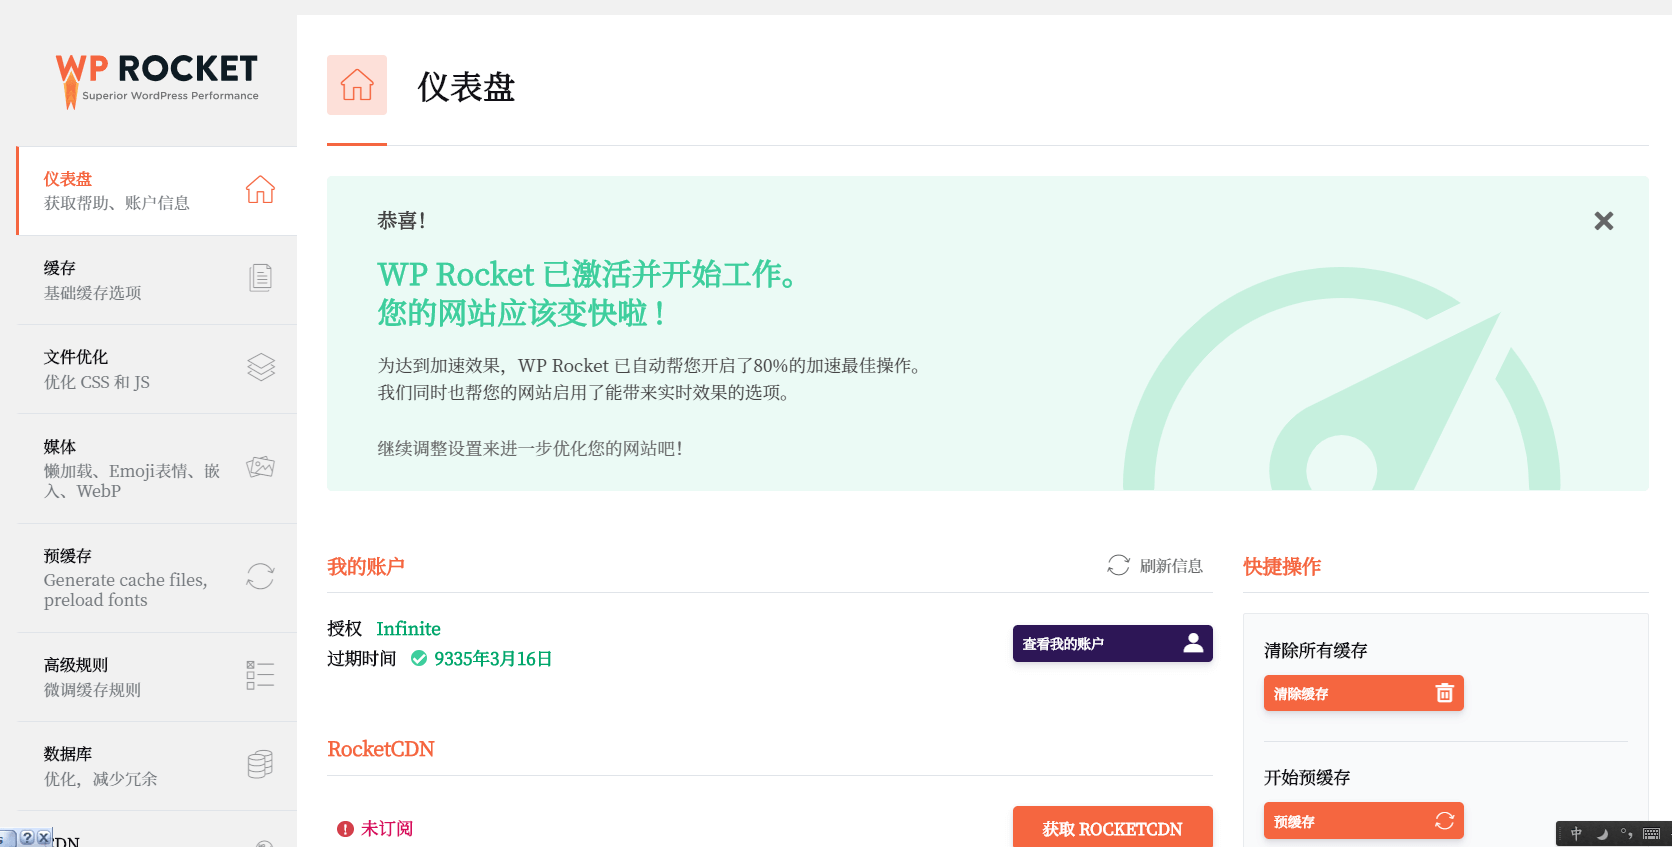 WP ROCKET
Superior WordPress Performance
仪表盘
获取帮助、账户信息
缓存
基础缓存选项
文件优化
优化 CSS 和 JS
媒体
懒加载、Emoji表情、嵌
入、WebP
预缓存
Generate cache files,
preload fonts
高级规则
微调缓存规则
数据库
优化，减少冗余
CDN
仪表盘
恭喜！
WP Rocket 已激活并开始工作。
您的网站应该变快啦！
为达到加速效果，WP Rocket 已自动帮您开启了80%的加速最佳操作。
我们同时也帮您的网站启用了能带来实时效果的选项。
继续调整设置来进一步优化您的网站吧！
我的账户
刷新信息
授权 Infinite
过期时间 9335年3月16日
查看我的账户
RocketCDN
未订阅
获取 ROCKETCDN
快捷操作
清除所有缓存
清除缓存
开始预缓存
预缓存
中